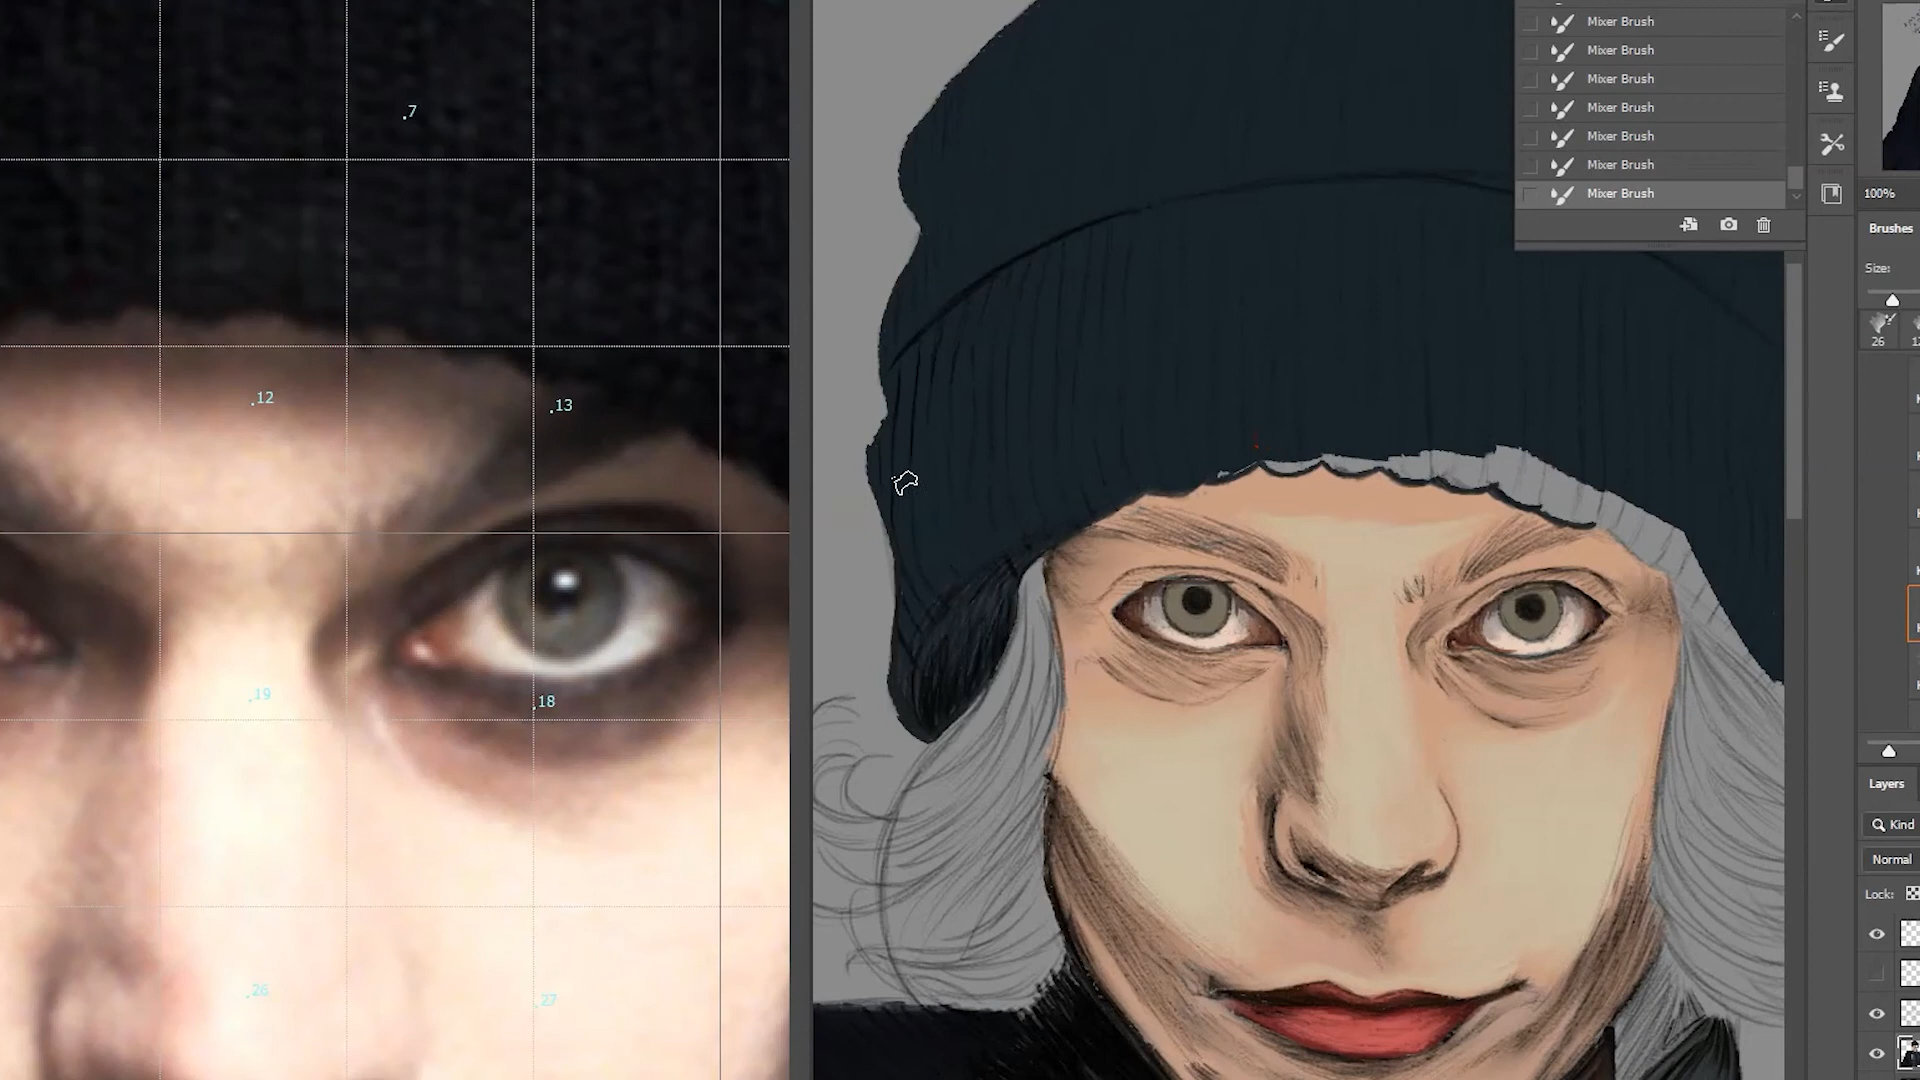 .7
.12
.13
.19
.18
.26
.27
Mixer Brush
Mixer Brush
Mixer Brush
Mixer Brush
Mixer Brush
Mixer Brush
Mixer Brush
100%
Brushes
Size:
26
Layers
Kind
Normal
Lock: